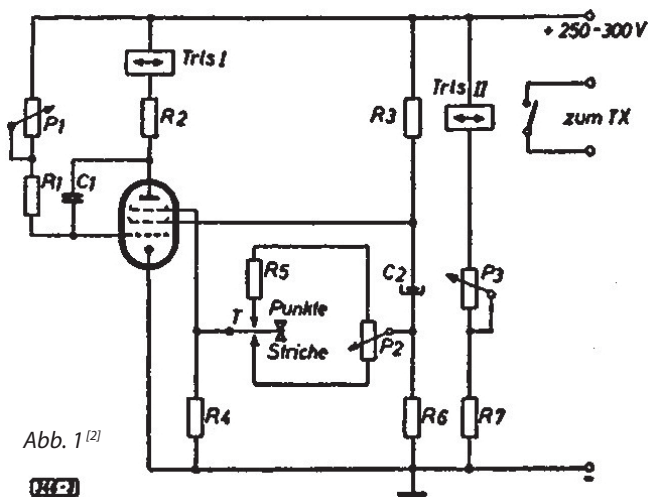 + 250-300 V
Trls I
Trls II
P1
R2
R3
zum TX
R1
C1
R5
C2
P3
Punkte
T
P2
Striche
R4
R6
R7
Abb. 1 [2]
-